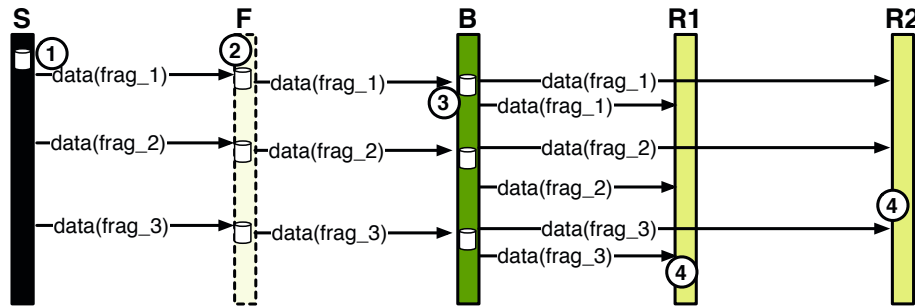 S F B R1 R2
1 2
data(frag_1) data(frag_1) data(frag_1)
3 data(frag_1)
data(frag_2) data(frag_2) data(frag_2)
data(frag_2)
4
data(frag_3) data(frag_3) data(frag_3)
data(frag_3)
4